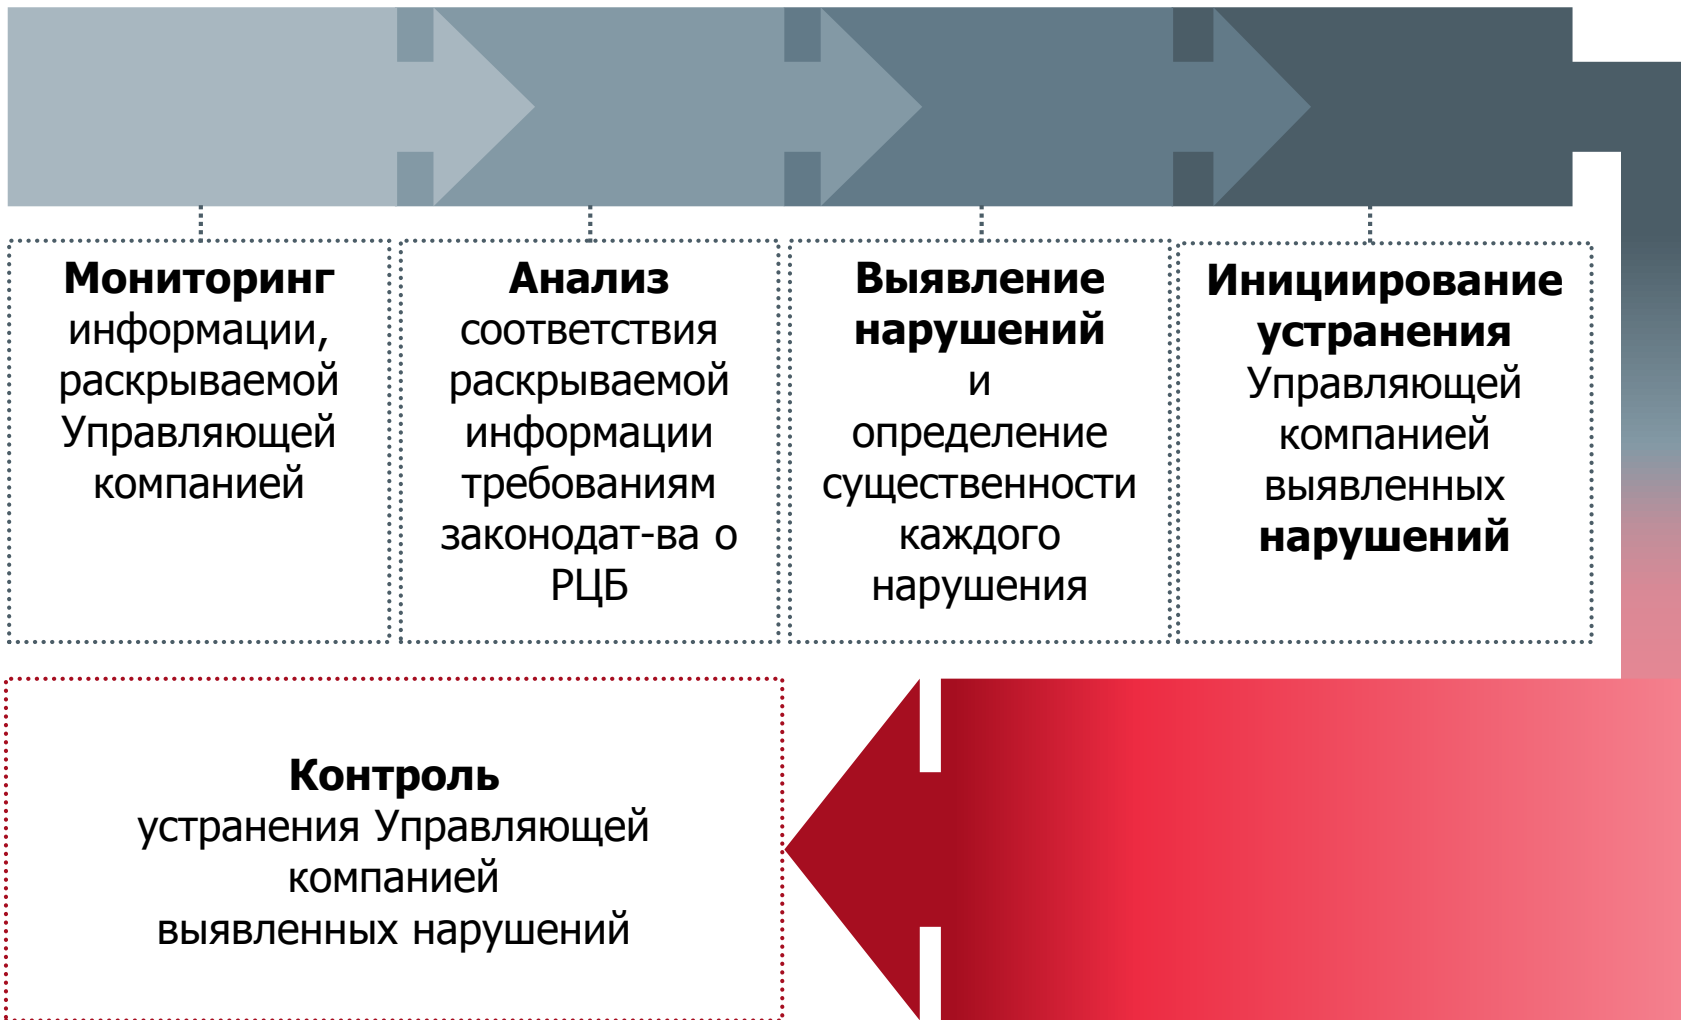 Мониторинг
информации,
раскрываемой
Управляющей
компанией
Анализ
соответствия
раскрываемой
информации
требованиям
законодат-ва о
РЦБ
Выявление
нарушений
и
определение
существенности
каждого
нарушения
Инициирование
устранения
Управляющей
компанией
выявленных
нарушений
Контроль
устранения Управляющей
компанией
выявленных нарушений